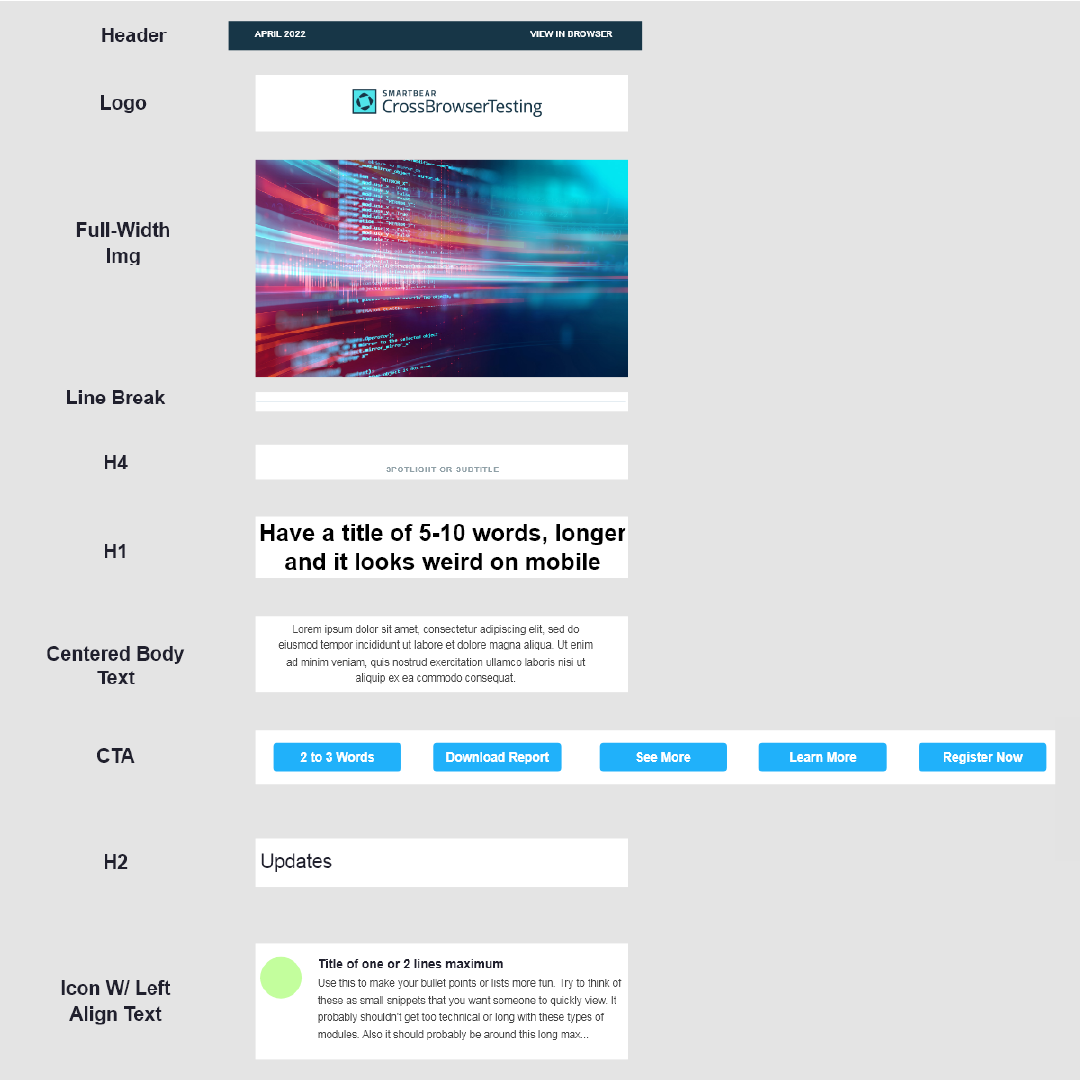 Header
APRIL 2022
VIEW IN BROWSER
Logo
SMARTBEAR
CrossBrowserTesting
Full-Width
Img
Line Break
H4
SPOTLIGHT OR SUBTITLE
H1
Have a title of 5-10 words, longer
and it looks weird on mobile
Centered Body
Text
Lorem ipsum dolor sit amet, consectetur adipiscing elit, sed do
eiusmod tempor incididunt ut labore et dolore magna aliqua. Ut enim
ad minim veniam, quis nostrud exercitation ullamco laboris nisi ut
aliquip ex ea commodo consequat.
CTA
2 to 3 Words
Download Report
See More
Learn More
Register Now
H2
Updates
Icon W/ Left
Align Text
Title of one or 2 lines maximum
Use this to make your bullet points or lists more fun. Try to think of
these as small snippets that you want someone to quickly view. It
probably shouldn't get too technical or long with these types of
modules. Also it should probably be around this long max...